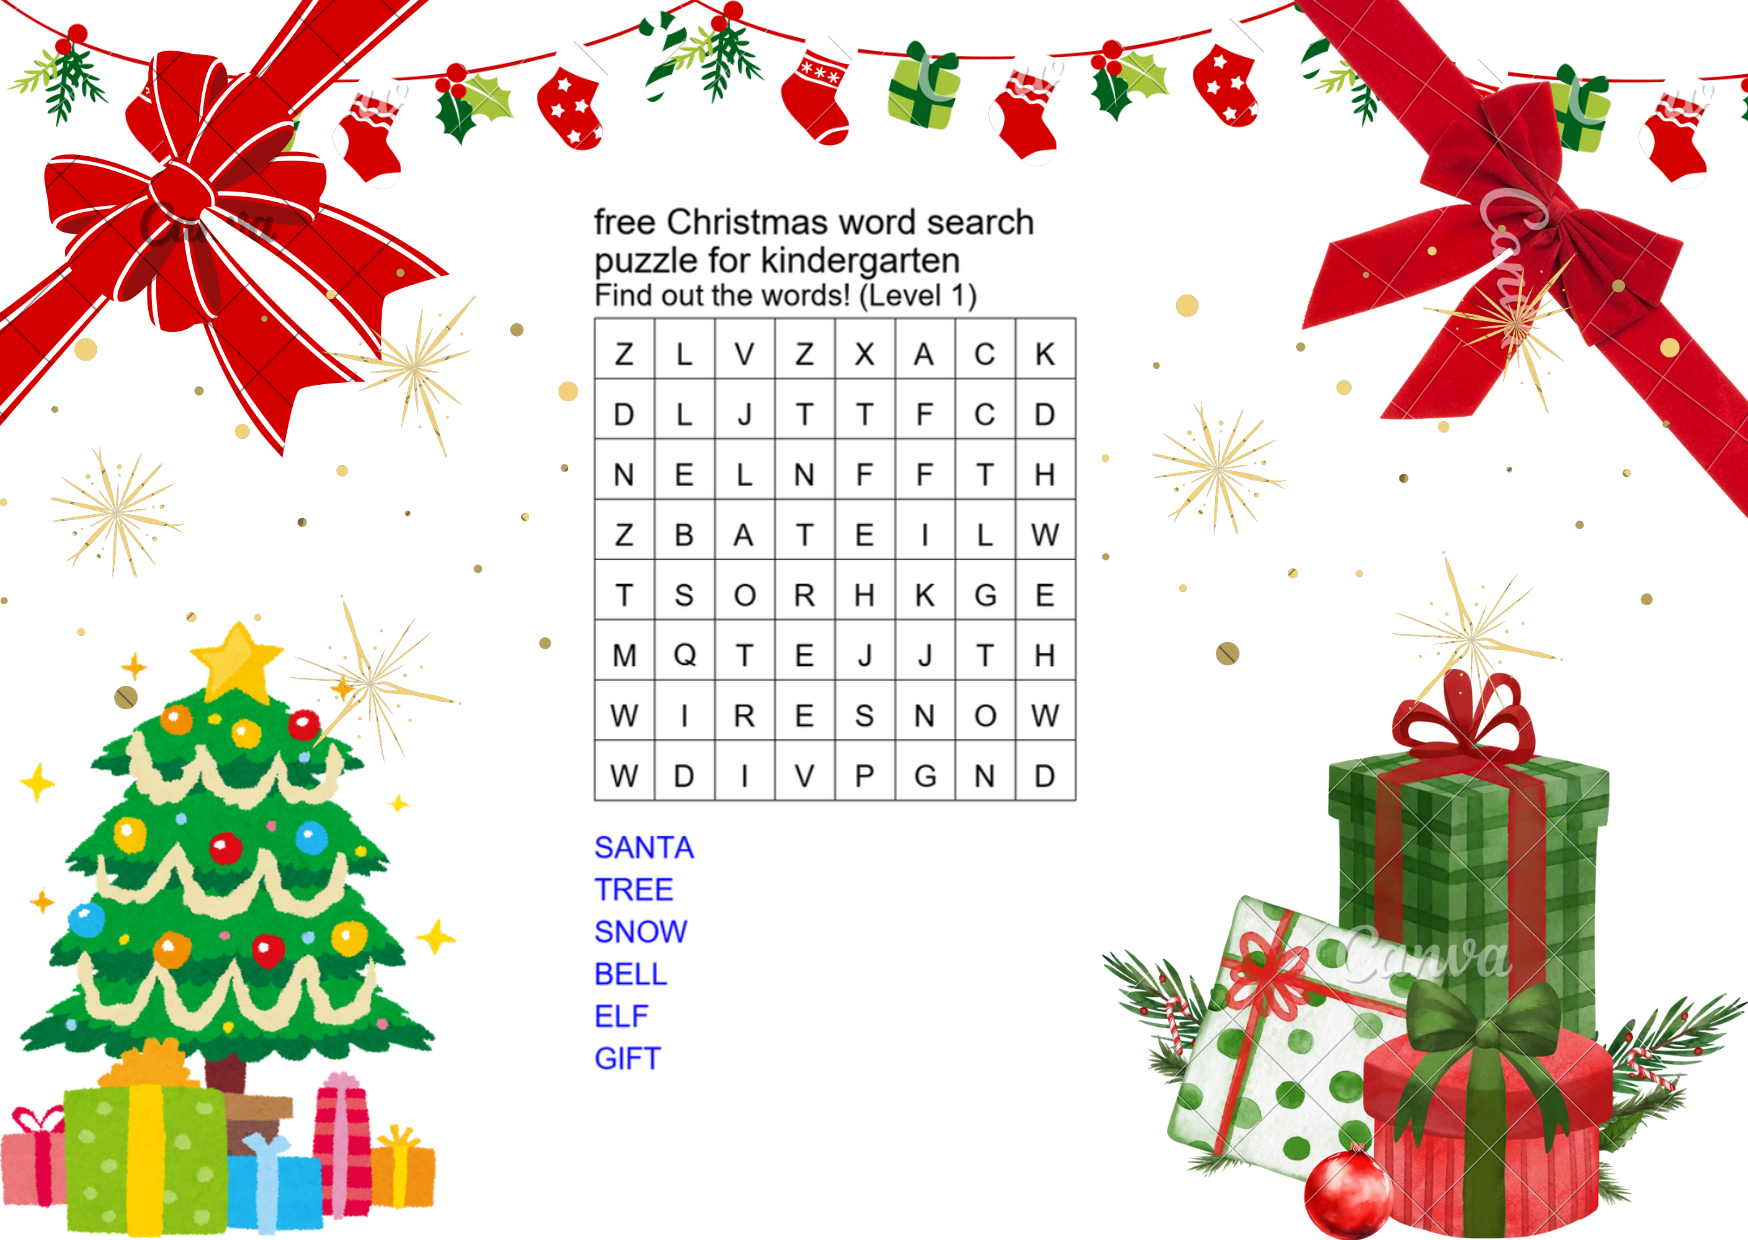 free Christmas word search
puzzle for kindergarten
Find out the words! (Level 1)
Z L V Z X A C K
D L J T T F C D
N E L N F F T H
Z B A T E I L W
T S O R H K G E
M Q T E J J T H
W I R E S N O W
W D I V P G N D
SANTA
TREE
SNOW
BELL
ELF
GIFT
Canva
Canva
Canva